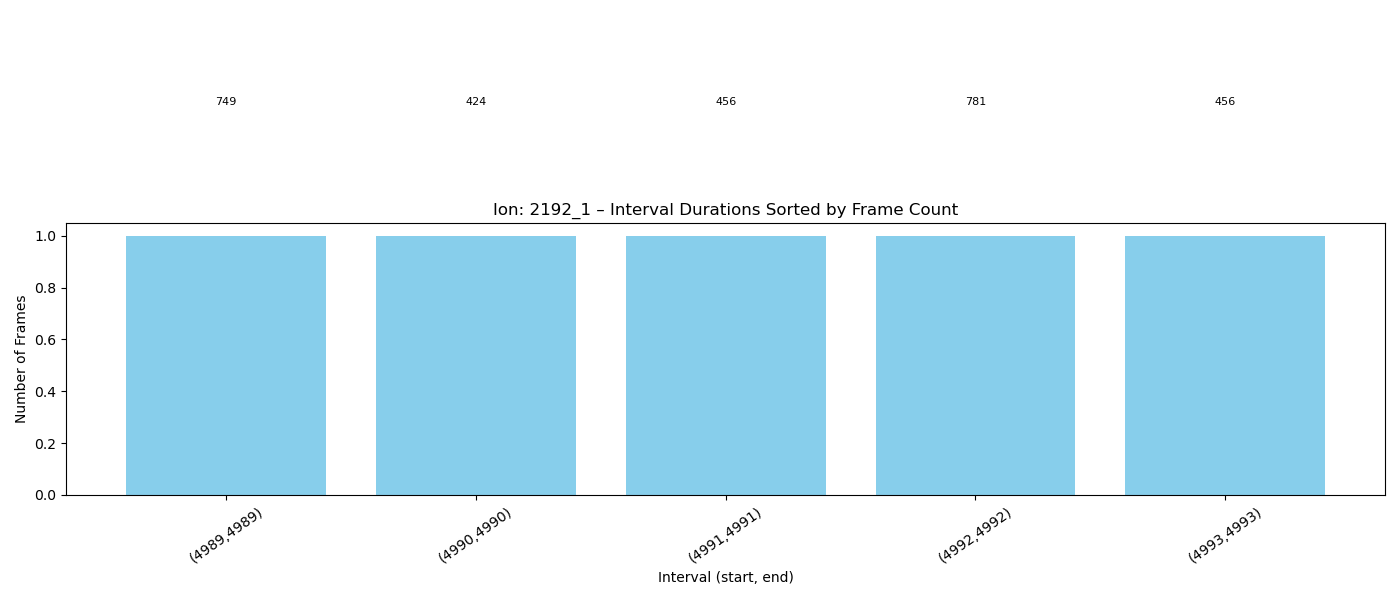 749 424 456 781 456
Ion: 2192_1 – Interval Durations Sorted by Frame Count
1.0
0.8
0.6
0.4
0.2
0.0
Number of Frames
(4989,4989) (4990,4990) (4991,4991) (4992,4992) (4993,4993)
Interval (start, end)